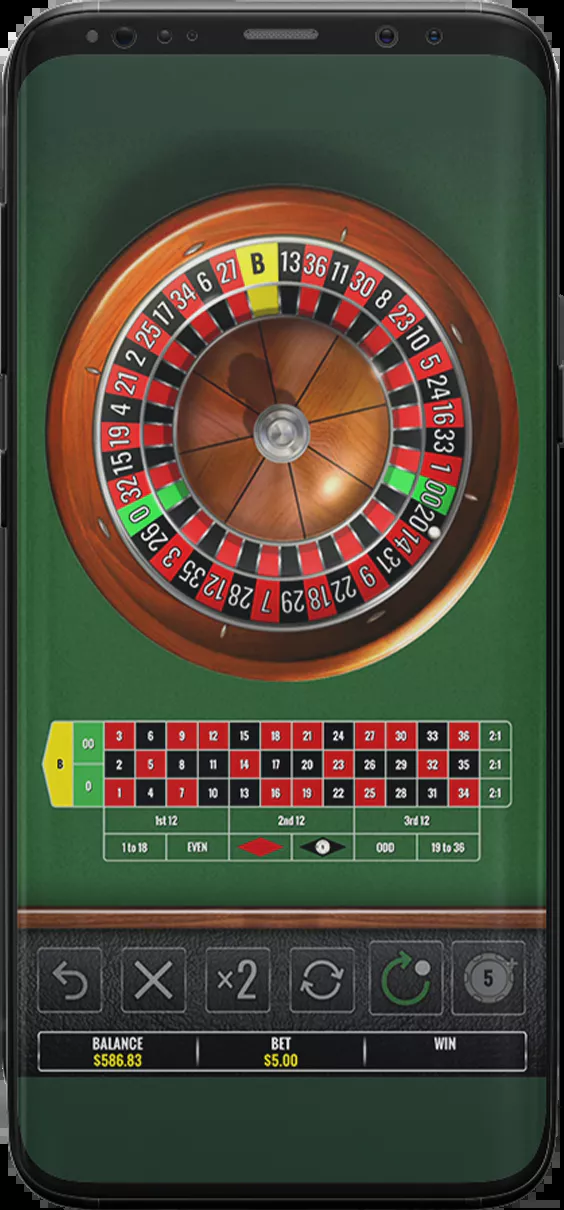 B 13 36 11 30 8 23 10 5 24 16 33 1 00 20 14 31 9 22 18 29 7 28 12 35 3 26 0 32 15 19 4 21 2 25 17 34 6 27
B
00 3 6 9 12 15 18 21 24 27 30 33 36 2:1
2 5 8 11 14 17 20 23 26 29 32 35 2:1
0 1 4 7 10 13 16 19 22 25 28 31 34 2:1
1st 12 2nd 12 3rd 12
1 to 18 EVEN ODD 19 to 36
×2 5+
BALANCE BET WIN
$586.83 $5.00